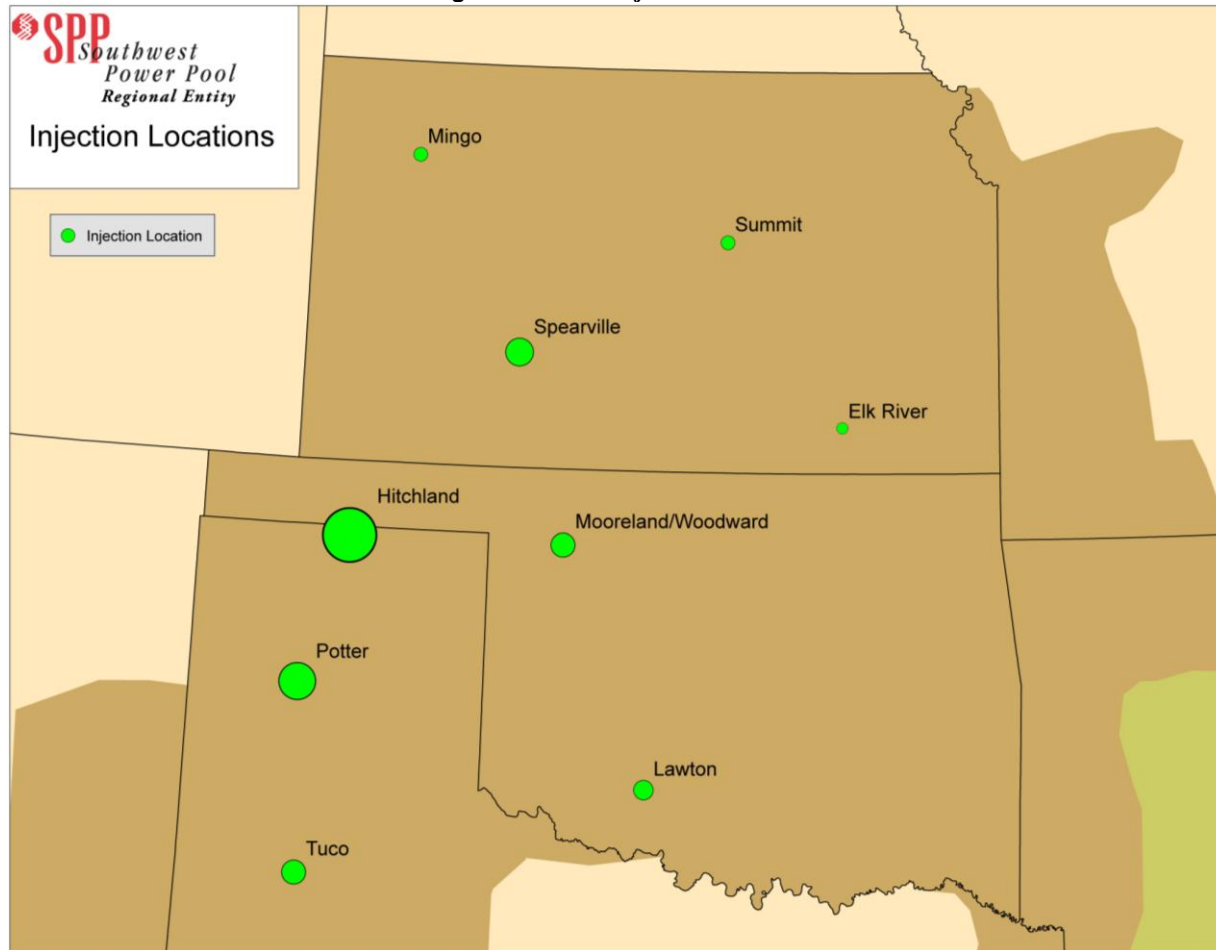 SPP
Southwest
Power Pool
Regional Entity
Injection Locations
Injection Location
Mingo
Summit
Spearville
Elk River
Hitchland
Mooreland/Woodward
Potter
Lawton
Tuco